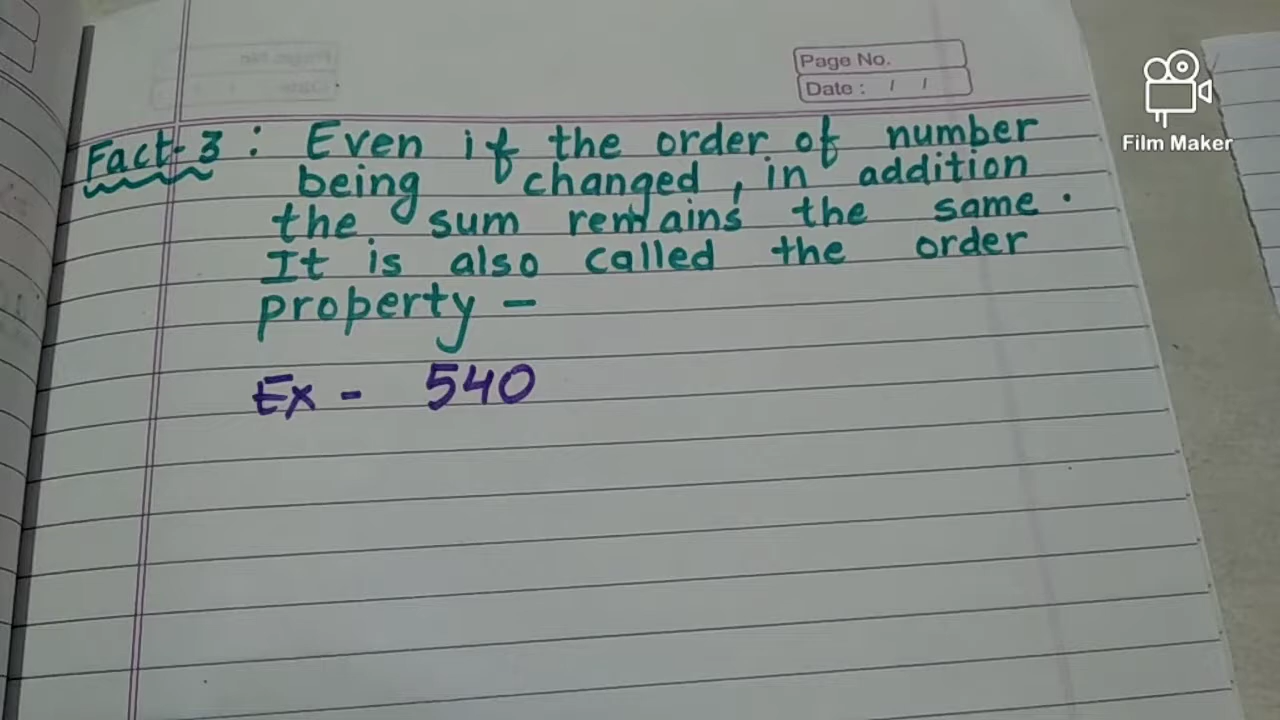 Page No.
Date : / /
Film Maker
Fact-3 : Even if the order of number
being changed, in addition
the sum remains the same.
It is also called the order
property -
Ex - 540